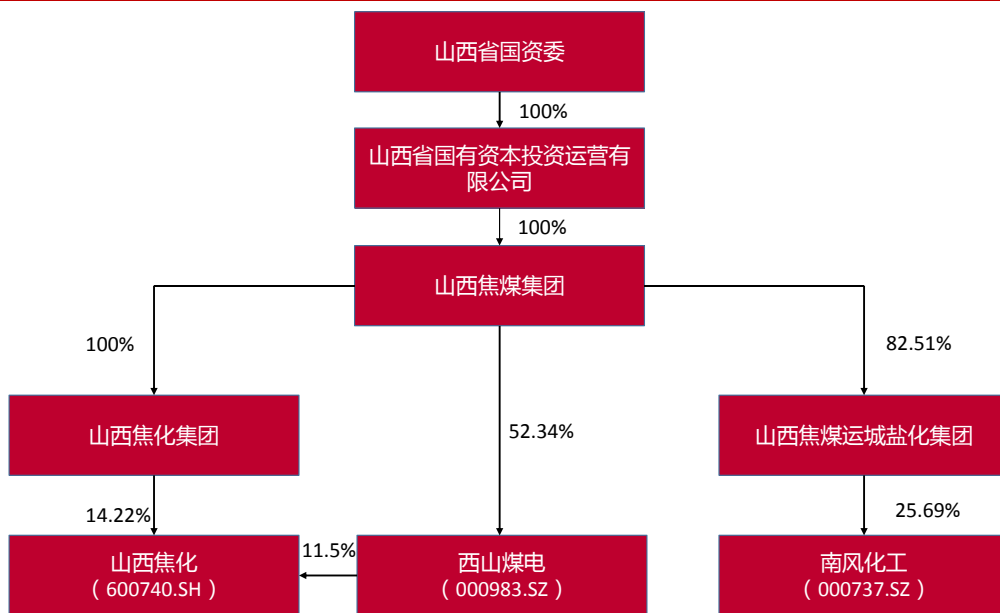 山西省国资委
100%
山西省国有资本投资运营有
限公司
100%
山西焦煤集团
100%
82.51%
山西焦化集团
52.34%
山西焦煤运城盐化集团
14.22%
25.69%
山西焦化
（600740.SH）
11.5%
西山煤电
（000983.SZ）
南风化工
（000737.SZ）